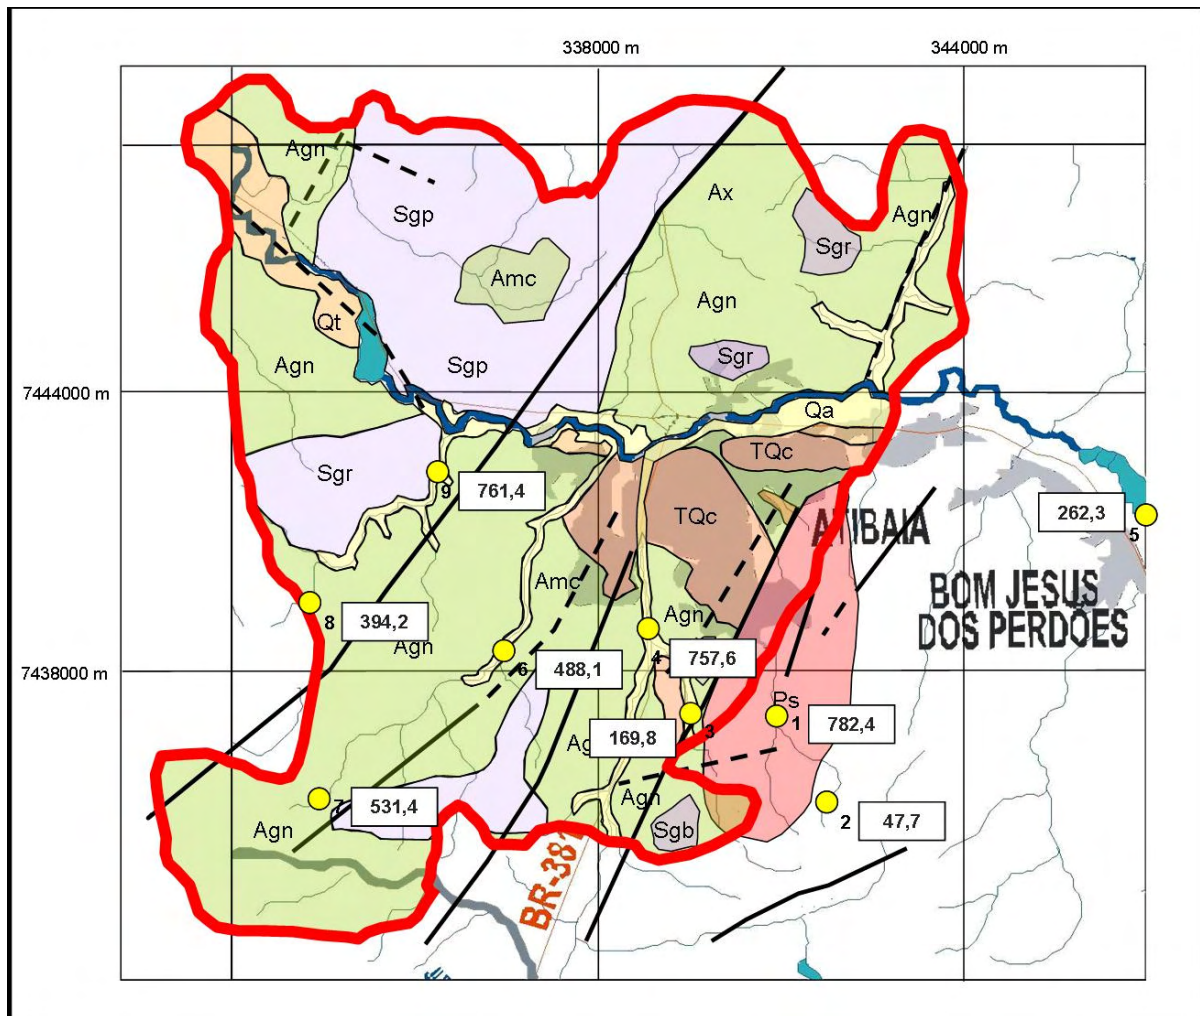 338000 m
344000 m
Agn
Sgp
Ax
Agn
Sgr
Amc
Agn
Qt
Agn
Sgp
Sgr
7444000 m
Qa
TQc
Sgr
9
761,4
TQc
ATIBAIA
262,3
5
Amc
BOM JESUS
DOS PERDÕES
8
394,2
Agn
Agn
6
488,1
4
757,6
7438000 m
Ps
1
782,4
169,8
3
7
531,4
Agn
Agn
Sgb
2
47,7